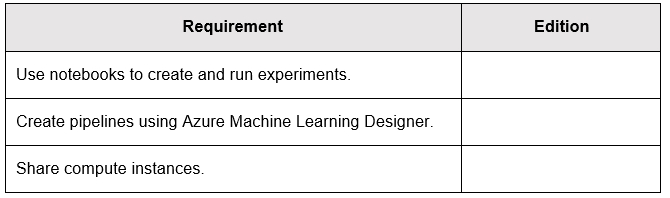 Requirement Edition
Use notebooks to create and run experiments.
Create pipelines using Azure Machine Learning Designer.
Share compute instances.